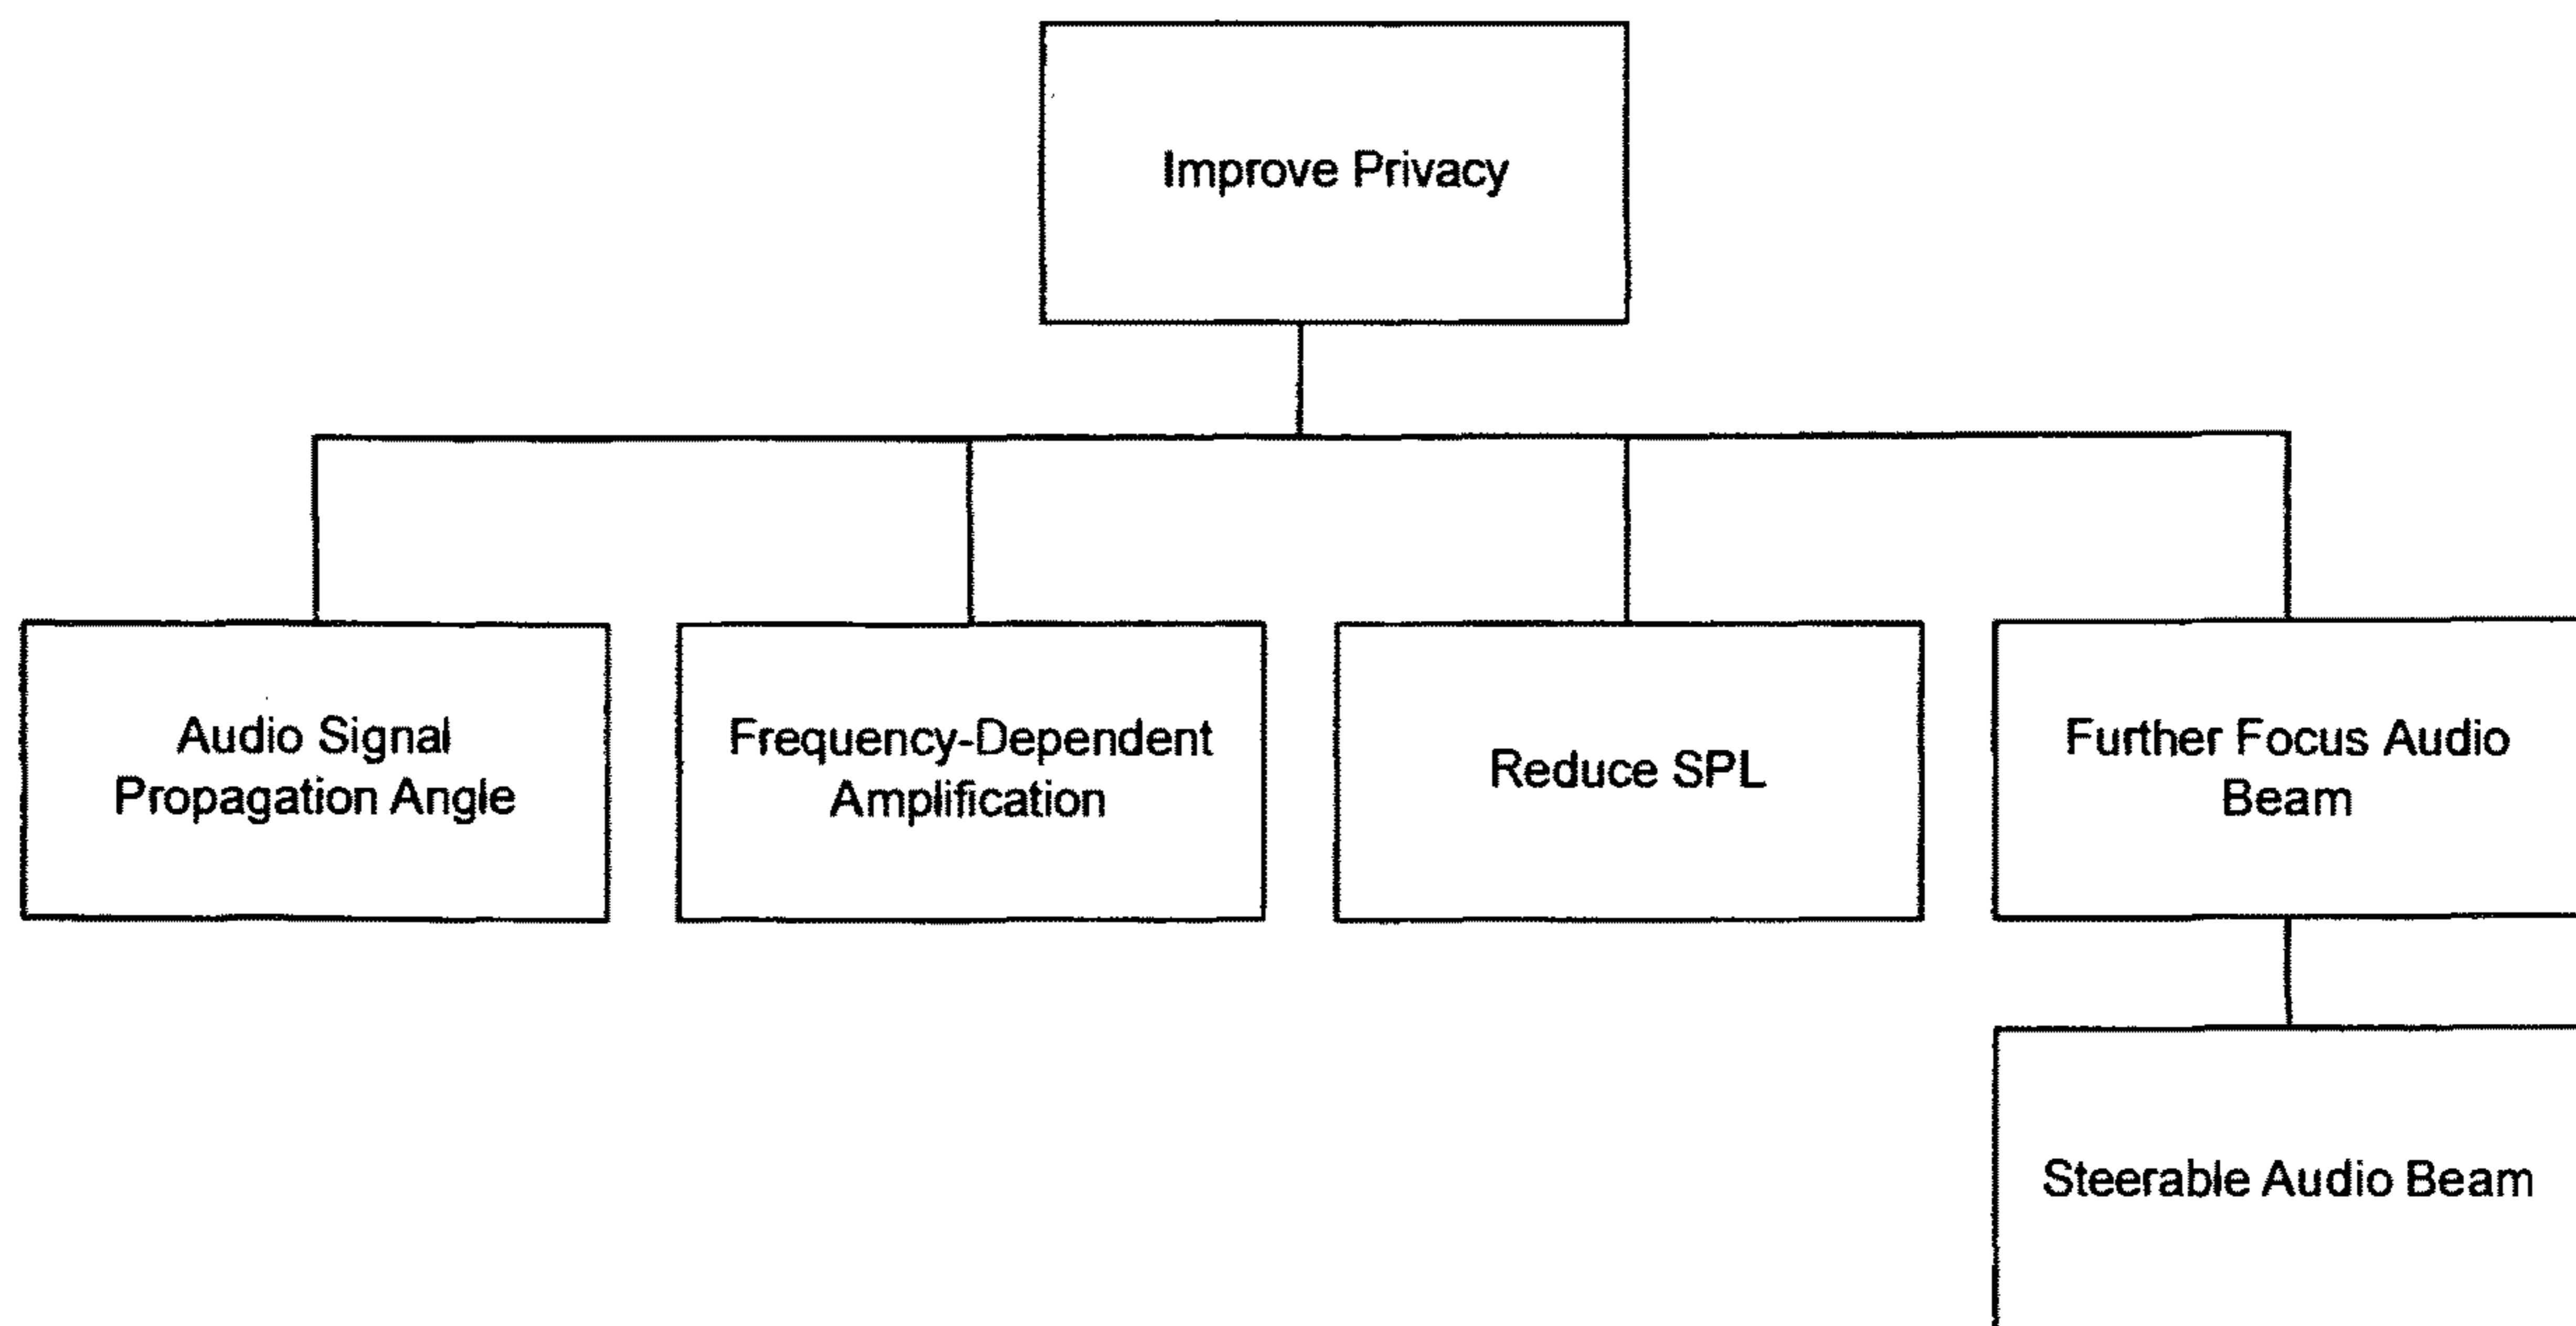 Improve Privacy
Audio Signal
Propagation Angle
Frequency-Dependent
Amplification
Reduce SPL
Further Focus Audio
Beam
Steerable Audio Beam